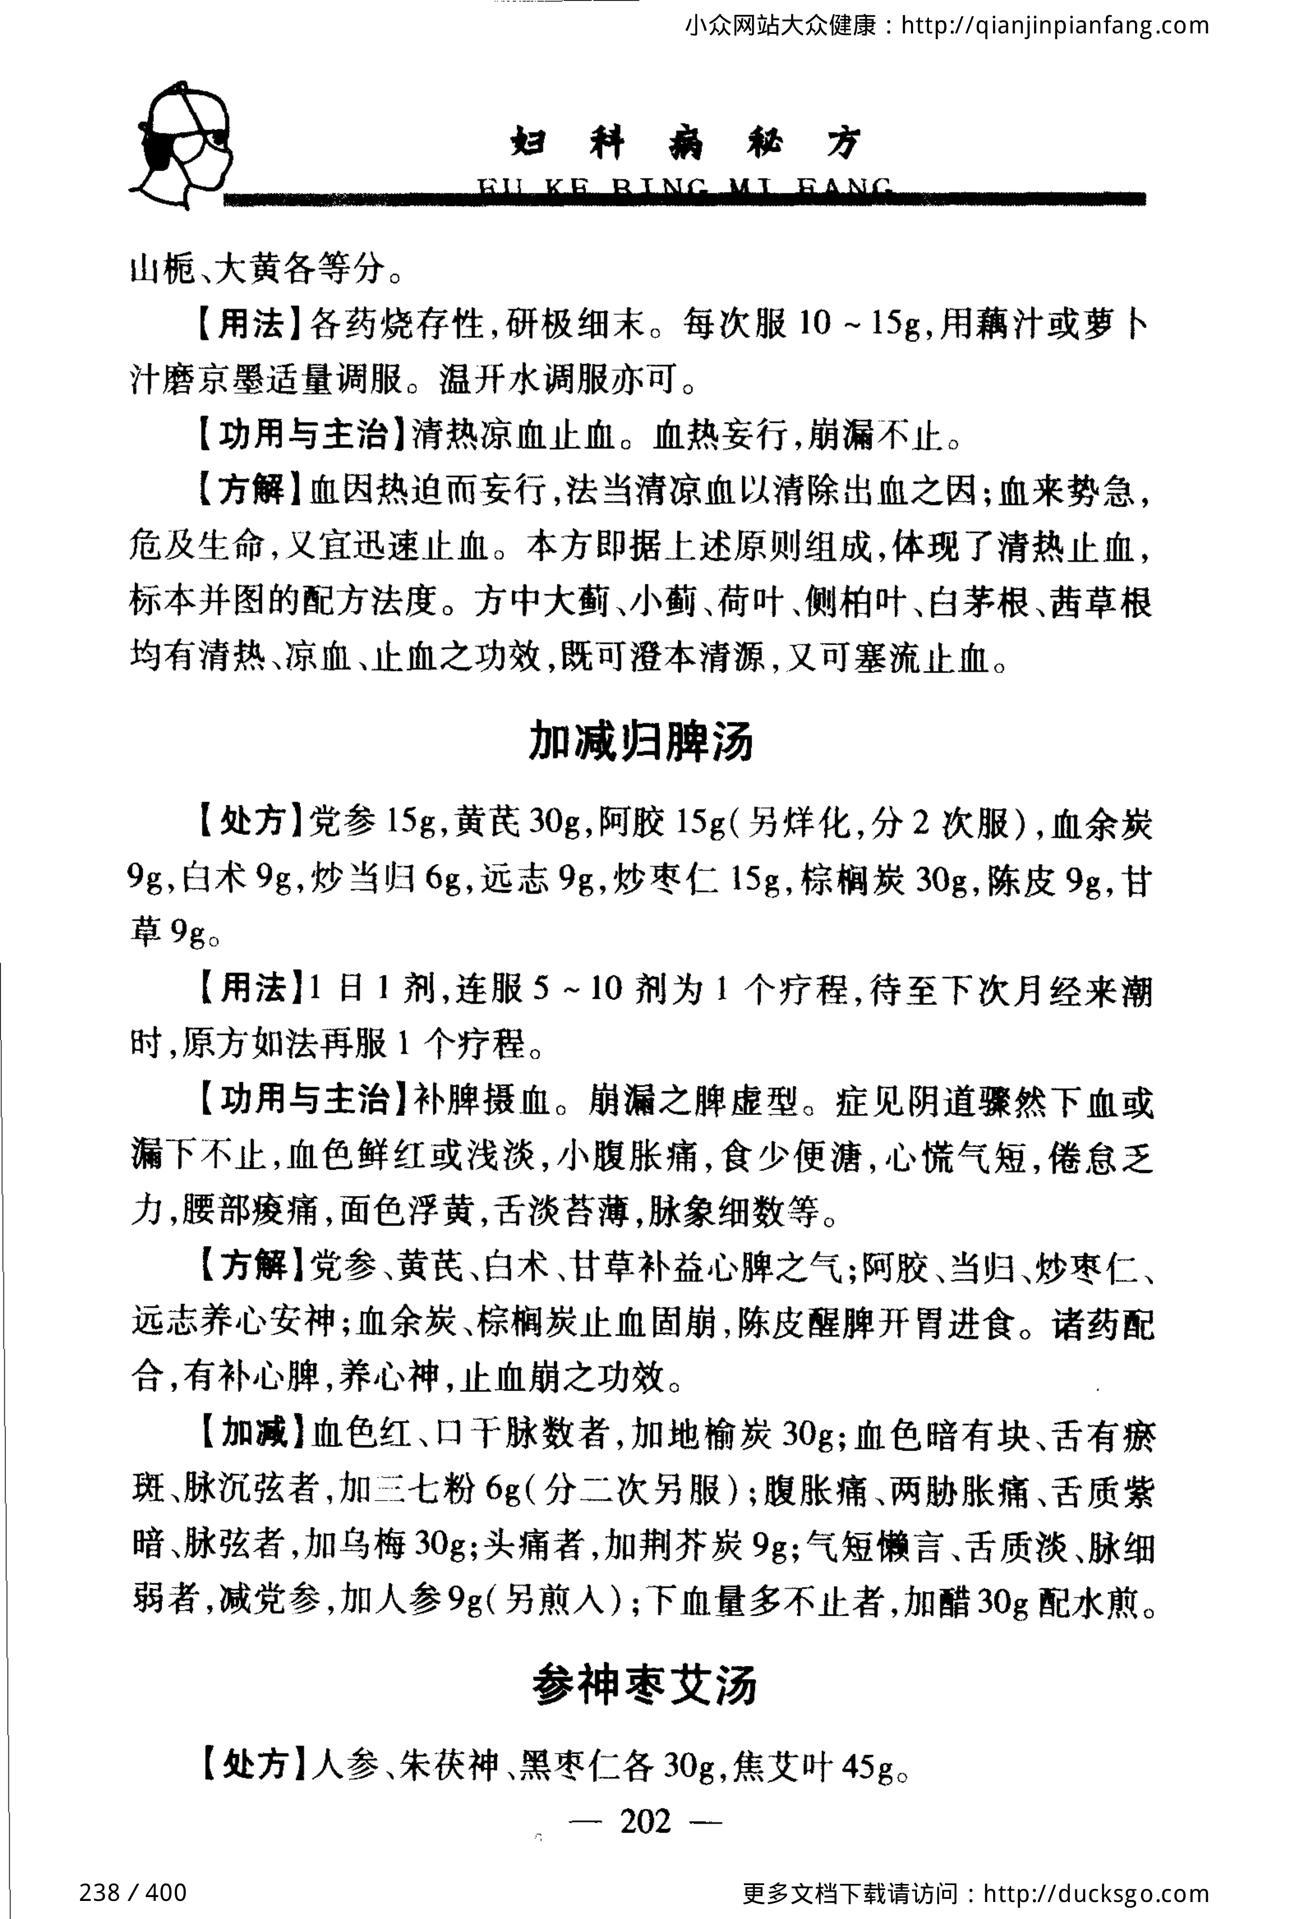 小众网站大众健康：http://qianjinpianfang.com
妇科病秘方
FU KE BING MI FANG
山栀、大黄各等分。
【用法】各药烧存性,研极细末。每次服 10 ~ 15g,用藕汁或萝卜
汁磨京墨适量调服。温开水调服亦可。
【功用与主治】清热凉血止血。血热妄行,崩漏不止。
【方解】血因热迫而妄行,法当清凉血以清除出血之因;血来势急,
危及生命,又宜迅速止血。本方即据上述原则组成,体现了清热止血,
标本并图的配方法度。方中大蓟、小蓟、荷叶、侧柏叶、白茅根、茜草根
均有清热、凉血、止血之功效,既可澄本清源,又可塞流止血。
加减归脾汤
【处方】党参 15g,黄芪 30g,阿胶 15g(另烊化,分 2 次服),血余炭
9g,白术 9g,炒当归 6g,远志 9g,炒枣仁 15g,棕榈炭 30g,陈皮 9g,甘
草 9g。
【用法】1 日 1 剂,连服 5 ~ 10 剂为 1 个疗程,待至下次月经来潮
时,原方如法再服 1 个疗程。
【功用与主治】补脾摄血。崩漏之脾虚型。症见阴道骤然下血或
漏下不止,血色鲜红或浅淡,小腹胀痛,食少便溏,心慌气短,倦怠乏
力,腰部痠痛,面色浮黄,舌淡苔薄,脉象细数等。
【方解】党参、黄芪、白术、甘草补益心脾之气;阿胶、当归、炒枣仁、
远志养心安神;血余炭、棕榈炭止血固崩,陈皮醒脾开胃进食。诸药配
合,有补心脾,养心神,止血崩之功效。
【加减】血色红、口干脉数者,加地榆炭 30g;血色暗有块、舌有瘀
斑、脉沉弦者,加三七粉 6g(分二次另服);腹胀痛、两胁胀痛、舌质紫
暗、脉弦者,加乌梅 30g;头痛者,加荆芥炭 9g;气短懒言、舌质淡、脉细
弱者,减党参,加人参 9g(另煎入);下血量多不止者,加醋 30g 配水煎。
参神枣艾汤
【处方】人参、朱茯神、黑枣仁各 30g,焦艾叶 45g。
— 202 —
238 / 400
更多文档下载请访问：http://ducksgo.com